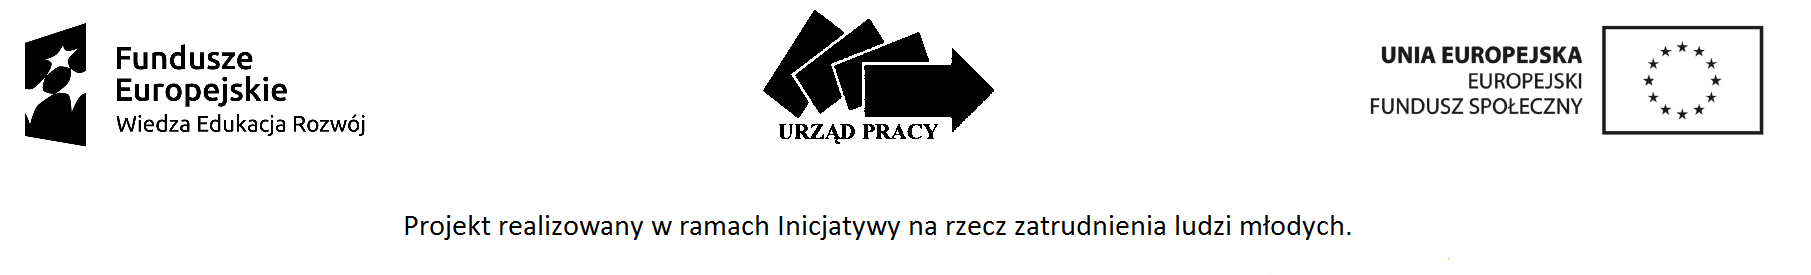 Fundusze
Europejskie
Wiedza Edukacja Rozwój
URZĄD PRACY
UNIA EUROPEJSKA
EUROPEJSKI
FUNDUSZ SPOŁECZNY
Projekt realizowany w ramach Inicjatywy na rzecz zatrudnienia ludzi młodych.